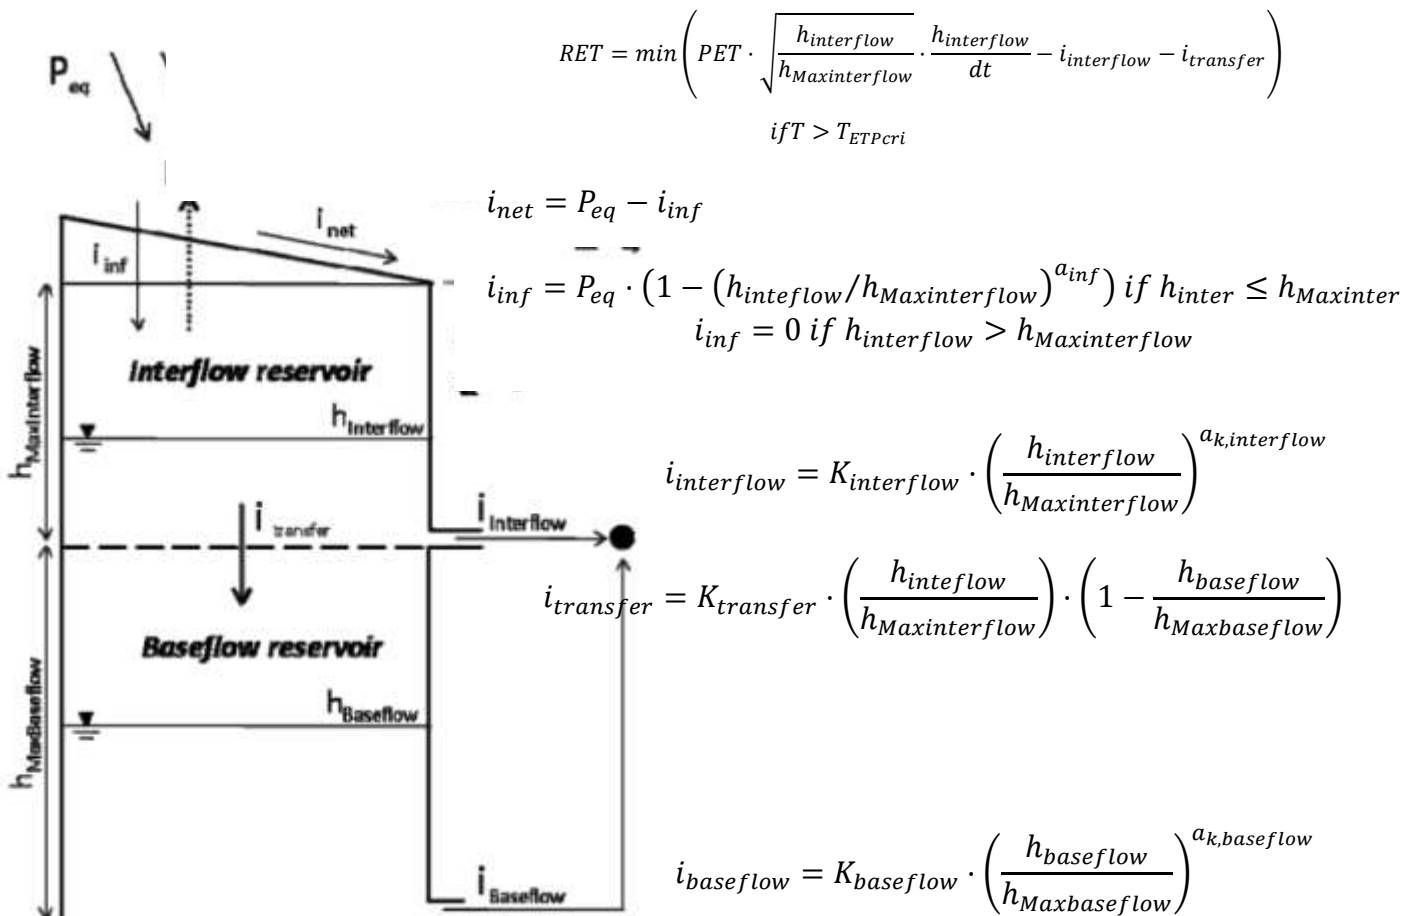 RET = min(PET · √(h_interflow / h_Maxinterflow) · h_interflow / dt − i_interflow − i_transfer)
ifT > T_ETPcri
P_eq
i_net = P_eq − i_inf
i_net
i_inf
i_inf = P_eq · (1 − (h_inteflow/h_Maxinterflow)^a_inf) if h_inter ≤ h_Maxinter
i_inf = 0 if h_interflow > h_Maxinterflow
Interflow reservoir
h_MaxInterflow
h_Interflow
i_interflow = K_interflow · (h_interflow / h_Maxinterflow)^a_k,interflow
i_Interflow
i_transfer
i_transfer = K_transfer · (h_inteflow / h_Maxinterflow) · (1 − h_baseflow / h_Maxbaseflow)
Baseflow reservoir
h_MaxBaseflow
h_Baseflow
i_baseflow = K_baseflow · (h_baseflow / h_Maxbaseflow)^a_k,baseflow
i_Baseflow